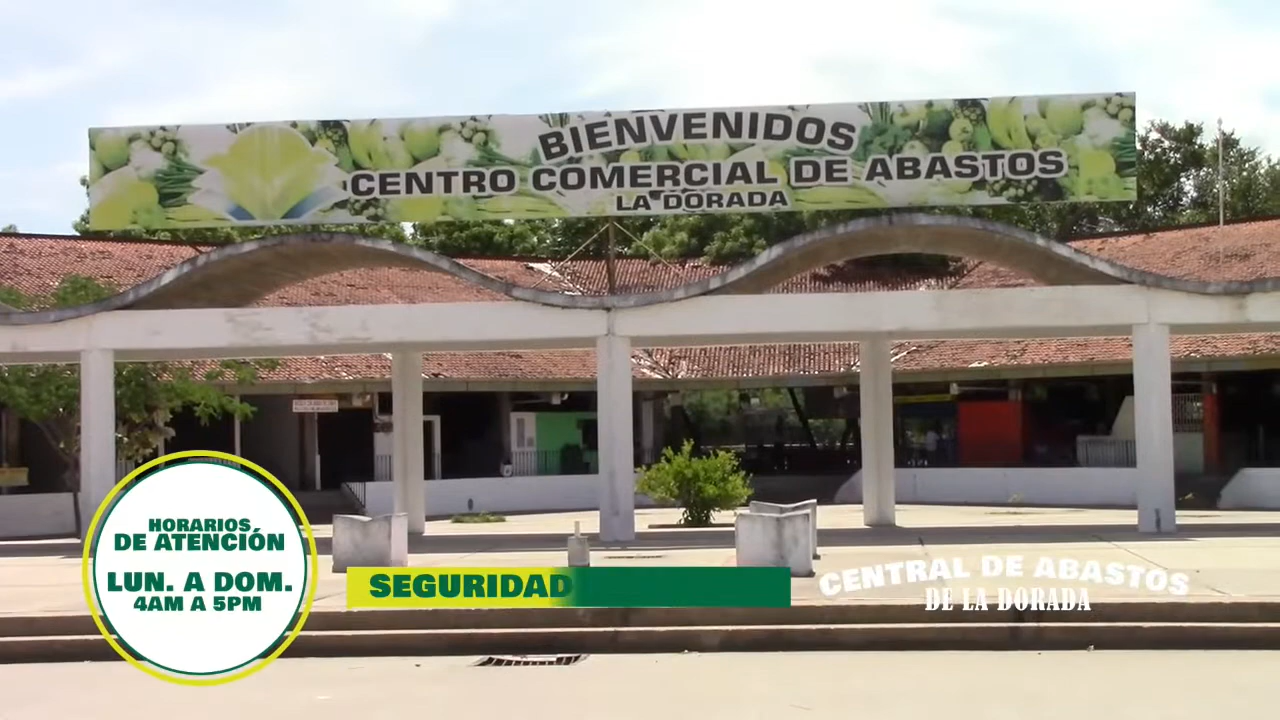 BIENVENIDOS
CENTRO COMERCIAL DE ABASTOS
LA DORADA
HORARIOS
DE ATENCIÓN
LUN. A DOM.
4AM A 5PM
SEGURIDAD
CENTRAL DE ABASTOS
DE LA DORADA